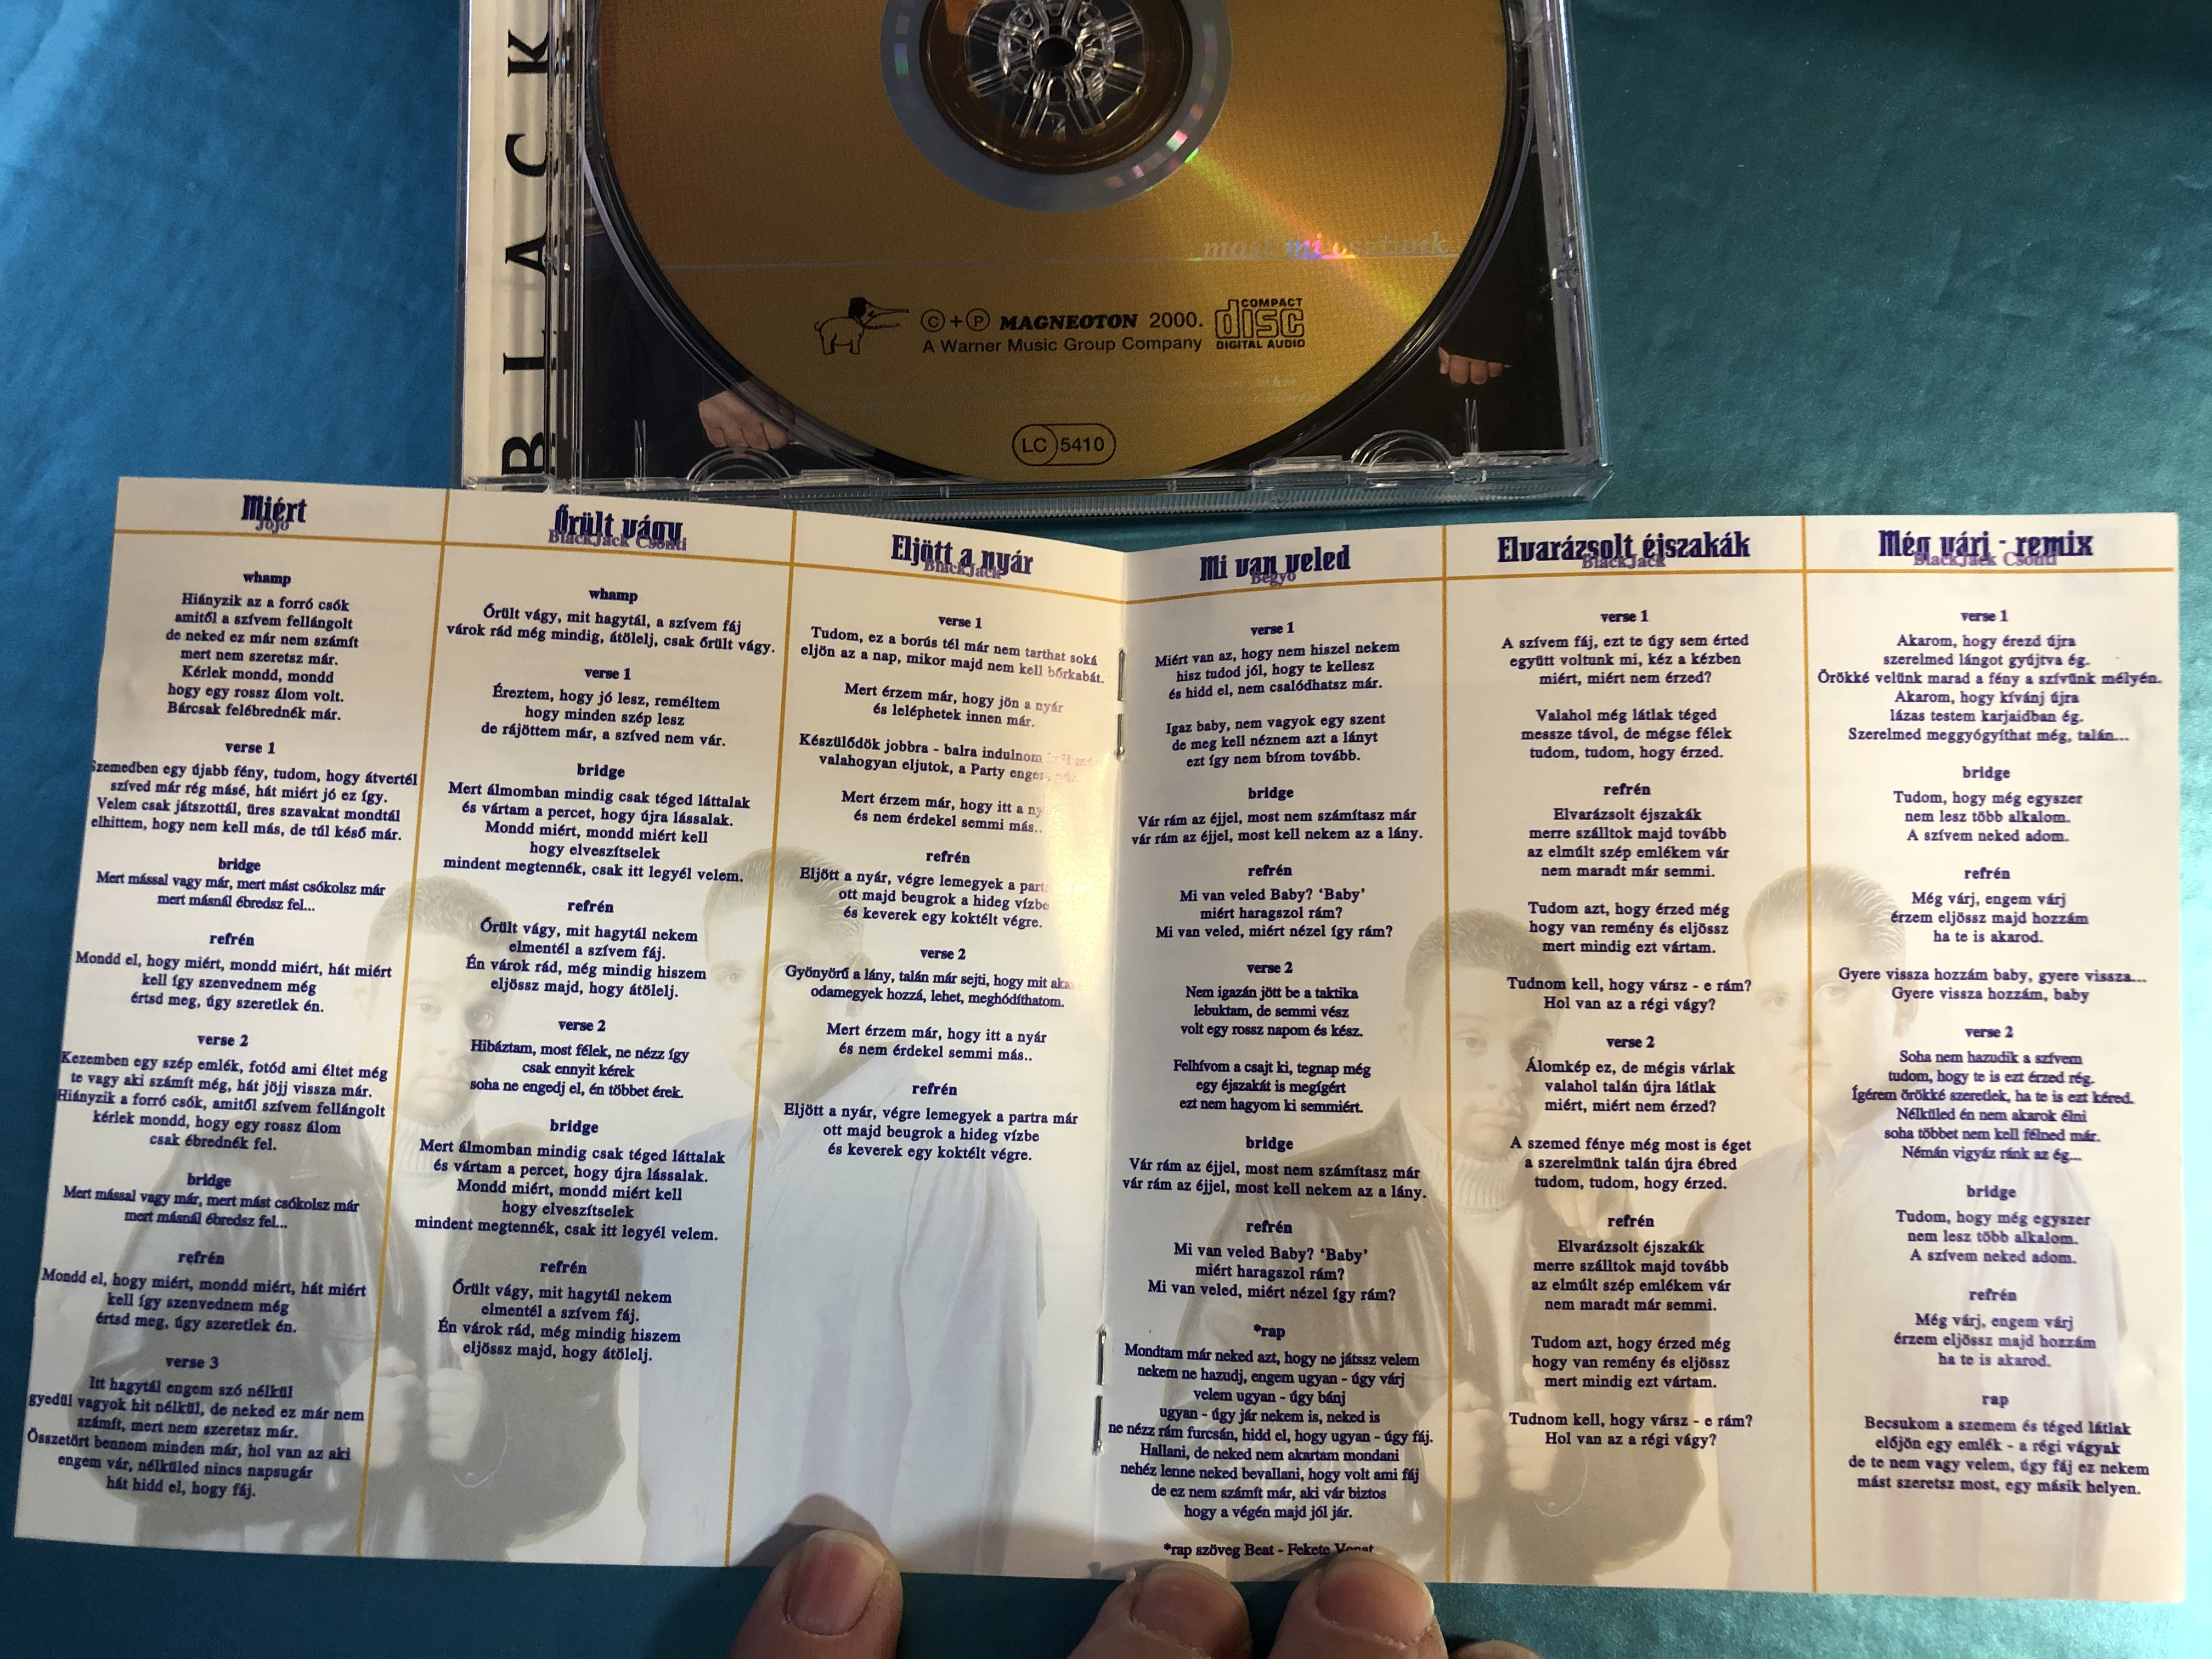 BLACK
most mi osztunk
©+℗ MAGNEOTON 2000.
A Warner Music Group Company
COMPACT
disc
DIGITAL AUDIO
LC 5410
Miért
Jojo
whamp
Hiányzik az a forró csók
amitől a szívem fellángolt
de neked ez már nem számít
mert nem szeretsz már.
Kérlek mondd, mondd
hogy egy rossz álom volt.
Bárcsak felébrednék már.
verse 1
Szemedben egy újabb fény, tudom, hogy átvertél
szíved már rég másé, hát miért jó ez így.
Velem csak játszottál, üres szavakat mondtál
elhittem, hogy nem kell más, de túl késő már.
bridge
Mert mással vagy már, mert mást csókolsz már
mert másnál ébredsz fel...
refrén
Mondd el, hogy miért, mondd miért, hát miért
kell így szenvednem még
értsd meg, úgy szeretlek én.
verse 2
Kezemben egy szép emlék, fotód ami éltet még
te vagy aki számít még, hát jöjj vissza már.
Hiányzik a forró csók, amitől szívem fellángolt
kérlek mondd, hogy egy rossz álom
csak ébrednék fel.
bridge
Mert mással vagy már, mert mást csókolsz már
mert másnál ébredsz fel...
refrén
Mondd el, hogy miért, mondd miért, hát miért
kell így szenvednem még
értsd meg, úgy szeretlek én.
verse 3
Itt hagytál engem szó nélkül
gyedül vagyok hit nélkül, de neked ez már nem
számít, mert nem szeretsz már.
Összetört bennem minden már, hol van az aki
engem vár, nélküled nincs napsugár
hát hidd el, hogy fáj.
Őrült vágy
BlackJack Csonti
whamp
Őrült vágy, mit hagytál, a szívem fáj
várok rád még mindig, átölelj, csak őrült vágy.
verse 1
Éreztem, hogy jó lesz, reméltem
hogy minden szép lesz
de rájöttem már, a szíved nem vár.
bridge
Mert álmomban mindig csak téged láttalak
és vártam a percet, hogy újra lássalak.
Mondd miért, mondd miért kell
hogy elveszítselek
mindent megtennék, csak itt legyél velem.
refrén
Őrült vágy, mit hagytál nekem
elmentél a szívem fáj.
Én várok rád, még mindig hiszem
eljössz majd, hogy átölelj.
verse 2
Hibáztam, most félek, ne nézz így
csak ennyit kérek
soha ne engedj el, én többet érek.
bridge
Mert álmomban mindig csak téged láttalak
és vártam a percet, hogy újra lássalak.
Mondd miért, mondd miért kell
hogy elveszítselek
mindent megtennék, csak itt legyél velem.
refrén
Őrült vágy, mit hagytál nekem
elmentél a szívem fáj.
Én várok rád, még mindig hiszem
eljössz majd, hogy átölelj.
Eljött a nyár
BlackJack
verse 1
Tudom, ez a borús tél már nem tarthat soká
eljön az a nap, mikor majd nem kell bőrkabát.
Mert érzem már, hogy jön a nyár
és leléphetek innen már.
Készülődök jobbra - balra indulnom
valahogyan eljutok, a Party
Mert érzem már, hogy itt a
és nem érdekel semmi más..
refrén
Eljött a nyár, végre lemegyek a
ott majd beugrok a hideg vízbe
és keverek egy koktélt végre.
verse 2
Gyönyörű a lány, talán már sejti, hogy mit
odamegyek hozzá, lehet, meghódíthatom.
Mert érzem már, hogy itt a nyár
és nem érdekel semmi más..
refrén
Eljött a nyár, végre lemegyek a partra már
ott majd beugrok a hideg vízbe
és keverek egy koktélt végre.
Mi van veled
Begyó
verse 1
Miért van az, hogy nem hiszel nekem
hisz tudod jól, hogy te kellesz
és hidd el, nem csalódhatsz már.
Igaz baby, nem vagyok egy szent
de meg kell néznem azt a lányt
ezt így nem bírom tovább.
bridge
Vár rám az éjjel, most nem számítasz már
vár rám az éjjel, most kell nekem az a lány.
refrén
Mi van veled Baby? ‘Baby’
miért haragszol rám?
Mi van veled, miért nézel így rám?
verse 2
Nem igazán jött be a taktika
lebuktam, de semmi vész
volt egy rossz napom és kész.
Felhívom a csajt ki, tegnap még
egy éjszakát is megígért
ezt nem hagyom ki semmiért.
bridge
Vár rám az éjjel, most nem számítasz már
vár rám az éjjel, most kell nekem az a lány.
refrén
Mi van veled Baby? ‘Baby’
miért haragszol rám?
Mi van veled, miért nézel így rám?
*rap
Mondtam már neked azt, hogy ne játssz velem
nekem ne hazudj, engem ugyan - úgy várj
velem ugyan - úgy bánj
ugyan - úgy jár nekem is, neked is
ne nézz rám furcsán, hidd el, hogy ugyan - úgy fáj.
Hallani, de neked nem akartam mondani
nehéz lenne neked bevallani, hogy volt ami fáj
de ez nem számít már, aki vár biztos
hogy a végén majd jól jár.
*rap szöveg Beat - Fekete Vonat
Elvarázsolt éjszakák
BlackJack
verse 1
A szívem fáj, ezt te úgy sem érted
együtt voltunk mi, kéz a kézben
miért, miért nem érzed?
Valahol még látlak téged
messze távol, de mégse félek
tudom, tudom, hogy érzed.
refrén
Elvarázsolt éjszakák
merre szálltok majd tovább
az elmúlt szép emlékem vár
nem maradt már semmi.
Tudom azt, hogy érzed még
hogy van remény és eljössz
mert mindig ezt vártam.
Tudnom kell, hogy vársz - e rám?
Hol van az a régi vágy?
verse 2
Álomkép ez, de mégis várlak
valahol talán újra látlak
miért, miért nem érzed?
A szemed fénye még most is éget
a szerelmünk talán újra ébred
tudom, tudom, hogy érzed.
refrén
Elvarázsolt éjszakák
merre szálltok majd tovább
az elmúlt szép emlékem vár
nem maradt már semmi.
Tudom azt, hogy érzed még
hogy van remény és eljössz
mert mindig ezt vártam.
Tudnom kell, hogy vársz - e rám?
Hol van az a régi vágy?
Még várj - remix
BlackJack Csonti
verse 1
Akarom, hogy érezd újra
szerelmed lángot gyújtva ég.
Örökké velünk marad a fény a szívünk mélyén.
Akarom, hogy kívánj újra
lázas testem karjaidban ég.
Szerelmed meggyógyíthat még, talán...
bridge
Tudom, hogy még egyszer
nem lesz több alkalom.
A szívem neked adom.
refrén
Még várj, engem várj
érzem eljössz majd hozzám
ha te is akarod.
Gyere vissza hozzám baby, gyere vissza...
Gyere vissza hozzám, baby
verse 2
Soha nem hazudik a szívem
tudom, hogy te is ezt érzed rég.
Ígérem örökké szeretlek, ha te is ezt kéred.
Nélküled én nem akarok élni
soha többet nem kell félned már.
Némán vigyáz ránk az ég...
bridge
Tudom, hogy még egyszer
nem lesz több alkalom.
A szívem neked adom.
refrén
Még várj, engem várj
érzem eljössz majd hozzám
ha te is akarod.
rap
Becsukom a szemem és téged látlak
előjön egy emlék - a régi vágyak
de te nem vagy velem, úgy fáj ez nekem
mást szeretsz most, egy másik helyen.